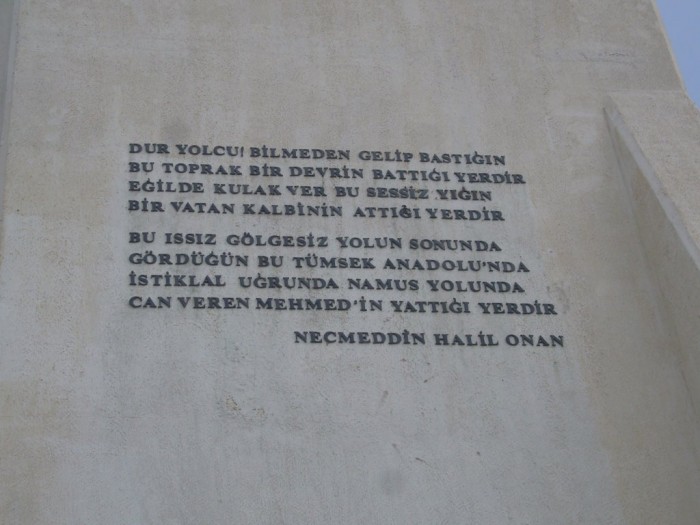 DUR YOLCU! BİLMEDEN GELİP BASTIĞIN
BU TOPRAK BİR DEVRİN BATTIĞI YERDİR
EĞİLDE KULAK VER BU SESSİZ YIĞIN
BİR VATAN KALBİNİN ATTIĞI YERDİR
BU ISSIZ GÖLGESİZ YOLUN SONUNDA
GÖRDÜĞÜN BU TÜMSEK ANADOLU'NDA
İSTİKLAL UĞRUNDA NAMUS YOLUNDA
CAN VEREN MEHMED'İN YATTIĞI YERDİR
NECMEDDİN HALİL ONAN